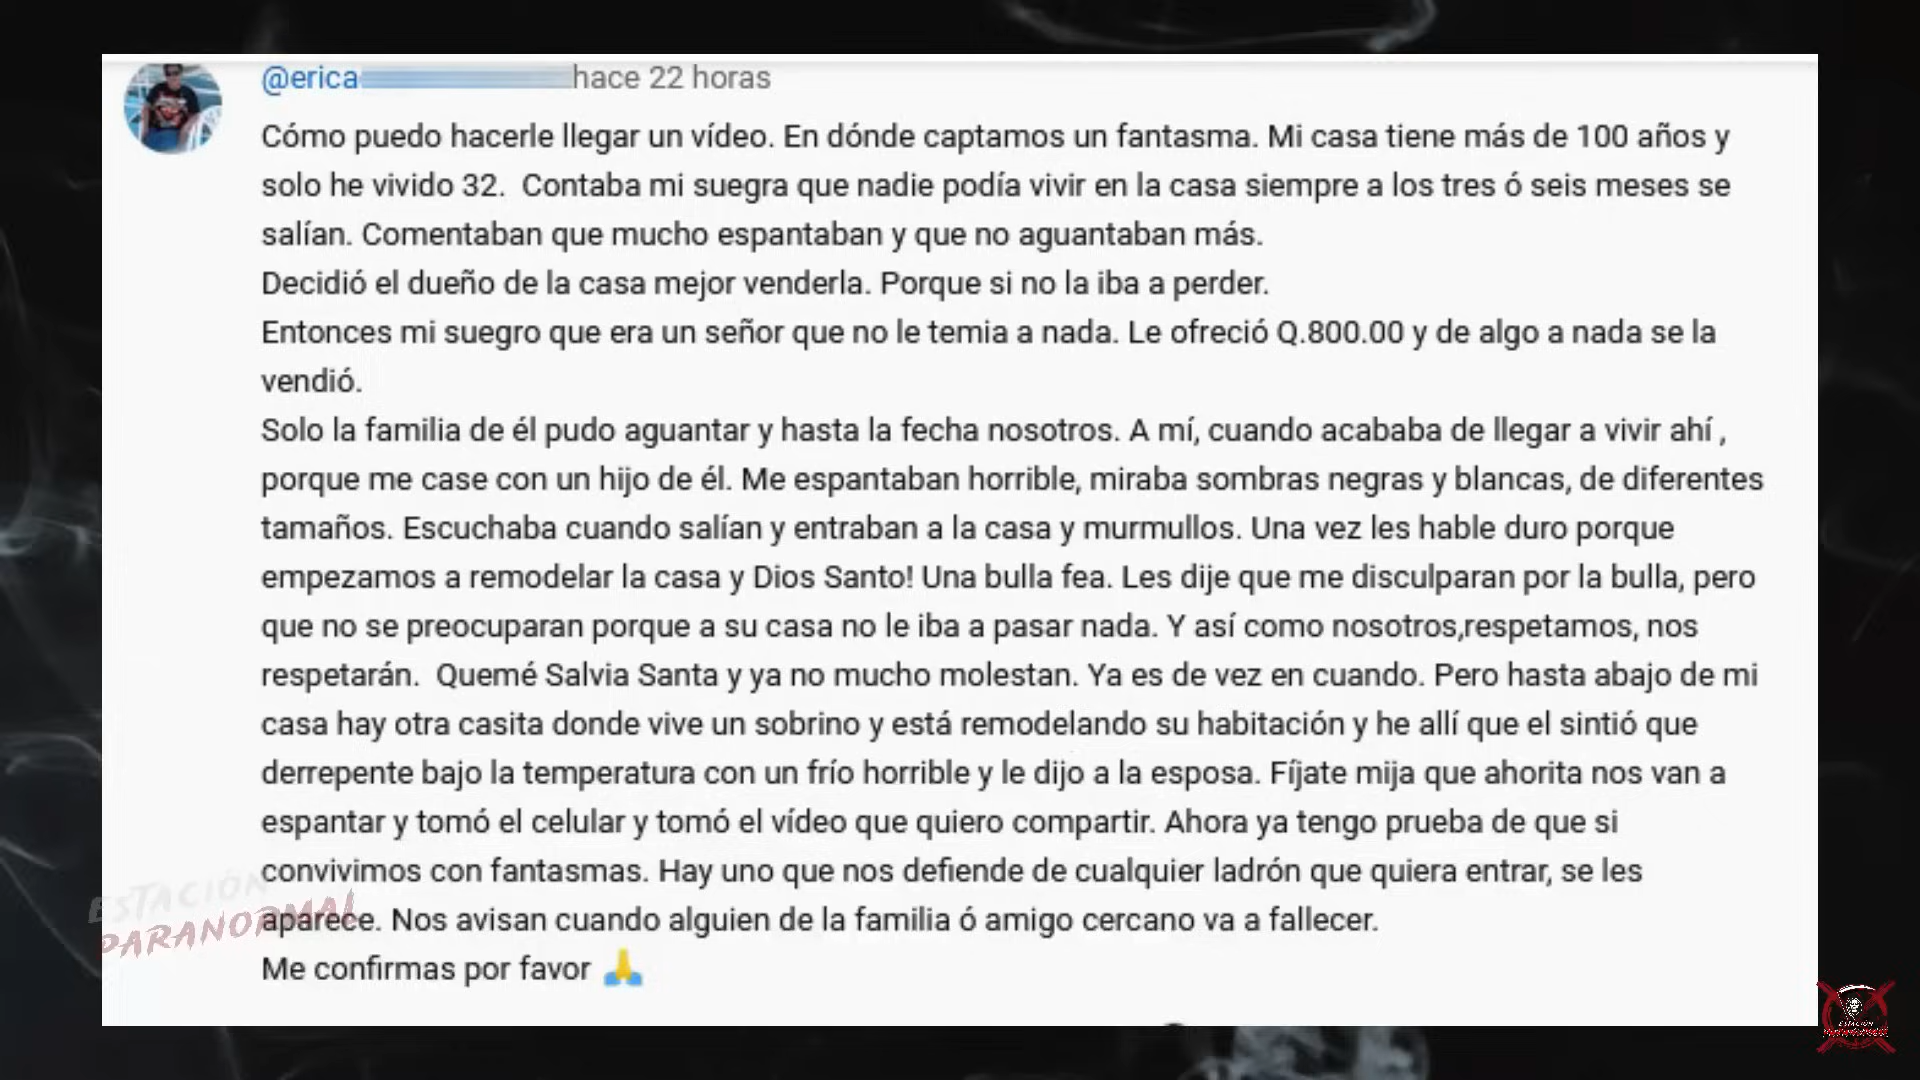 @erica hace 22 horas
Cómo puedo hacerle llegar un vídeo. En dónde captamos un fantasma. Mi casa tiene más de 100 años y
solo he vivido 32.  Contaba mi suegra que nadie podía vivir en la casa siempre a los tres ó seis meses se
salían. Comentaban que mucho espantaban y que no aguantaban más.
Decidió el dueño de la casa mejor venderla. Porque si no la iba a perder.
Entonces mi suegro que era un señor que no le temia a nada. Le ofreció Q.800.00 y de algo a nada se la
vendió.
Solo la familia de él pudo aguantar y hasta la fecha nosotros. A mí, cuando acababa de llegar a vivir ahí ,
porque me case con un hijo de él. Me espantaban horrible, miraba sombras negras y blancas, de diferentes
tamaños. Escuchaba cuando salían y entraban a la casa y murmullos. Una vez les hable duro porque
empezamos a remodelar la casa y Dios Santo! Una bulla fea. Les dije que me disculparan por la bulla, pero
que no se preocuparan porque a su casa no le iba a pasar nada. Y así como nosotros,respetamos, nos
respetarán.  Quemé Salvia Santa y ya no mucho molestan. Ya es de vez en cuando. Pero hasta abajo de mi
casa hay otra casita donde vive un sobrino y está remodelando su habitación y he allí que el sintió que
derrepente bajo la temperatura con un frío horrible y le dijo a la esposa. Fíjate mija que ahorita nos van a
espantar y tomó el celular y tomó el vídeo que quiero compartir. Ahora ya tengo prueba de que si
convivimos con fantasmas. Hay uno que nos defiende de cualquier ladrón que quiera entrar, se les
aparece. Nos avisan cuando alguien de la familia ó amigo cercano va a fallecer.
Me confirmas por favor 🙏
ESTACIÓN
PARANORMAL
ESTACIÓN
PARANORMAL